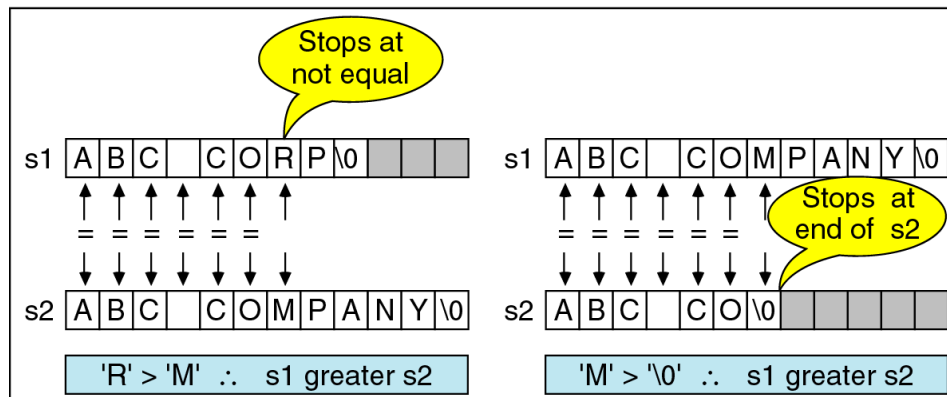 Stops at
not equal
s1 A B C C O R P \0
= = = = = =
s2 A B C C O M P A N Y \0
'R' > 'M' ∴ s1 greater s2
s1 A B C C O M P A N Y \0
Stops at
end of s2
= = = = = =
s2 A B C C O \0
'M' > '\0' ∴ s1 greater s2